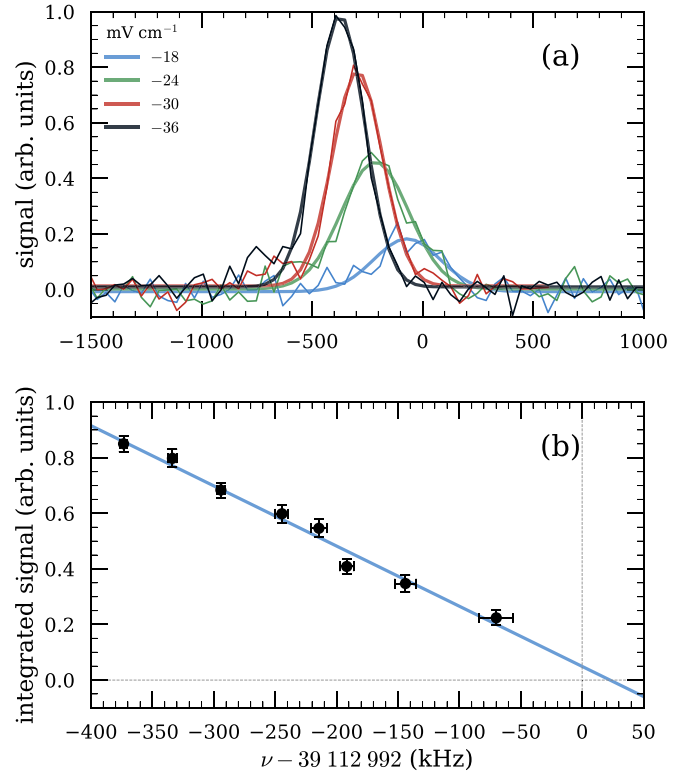 signal (arb. units)
1.0
0.8
0.6
0.4
0.2
0.0
mV cm⁻¹
−18
−24
−30
−36
(a)
−1500 −1000 −500 0 500 1000
integrated signal (arb. units)
1.0
0.8
0.6
0.4
0.2
0.0
(b)
−400 −350 −300 −250 −200 −150 −100 −50 0 50
ν − 39 112 992 (kHz)